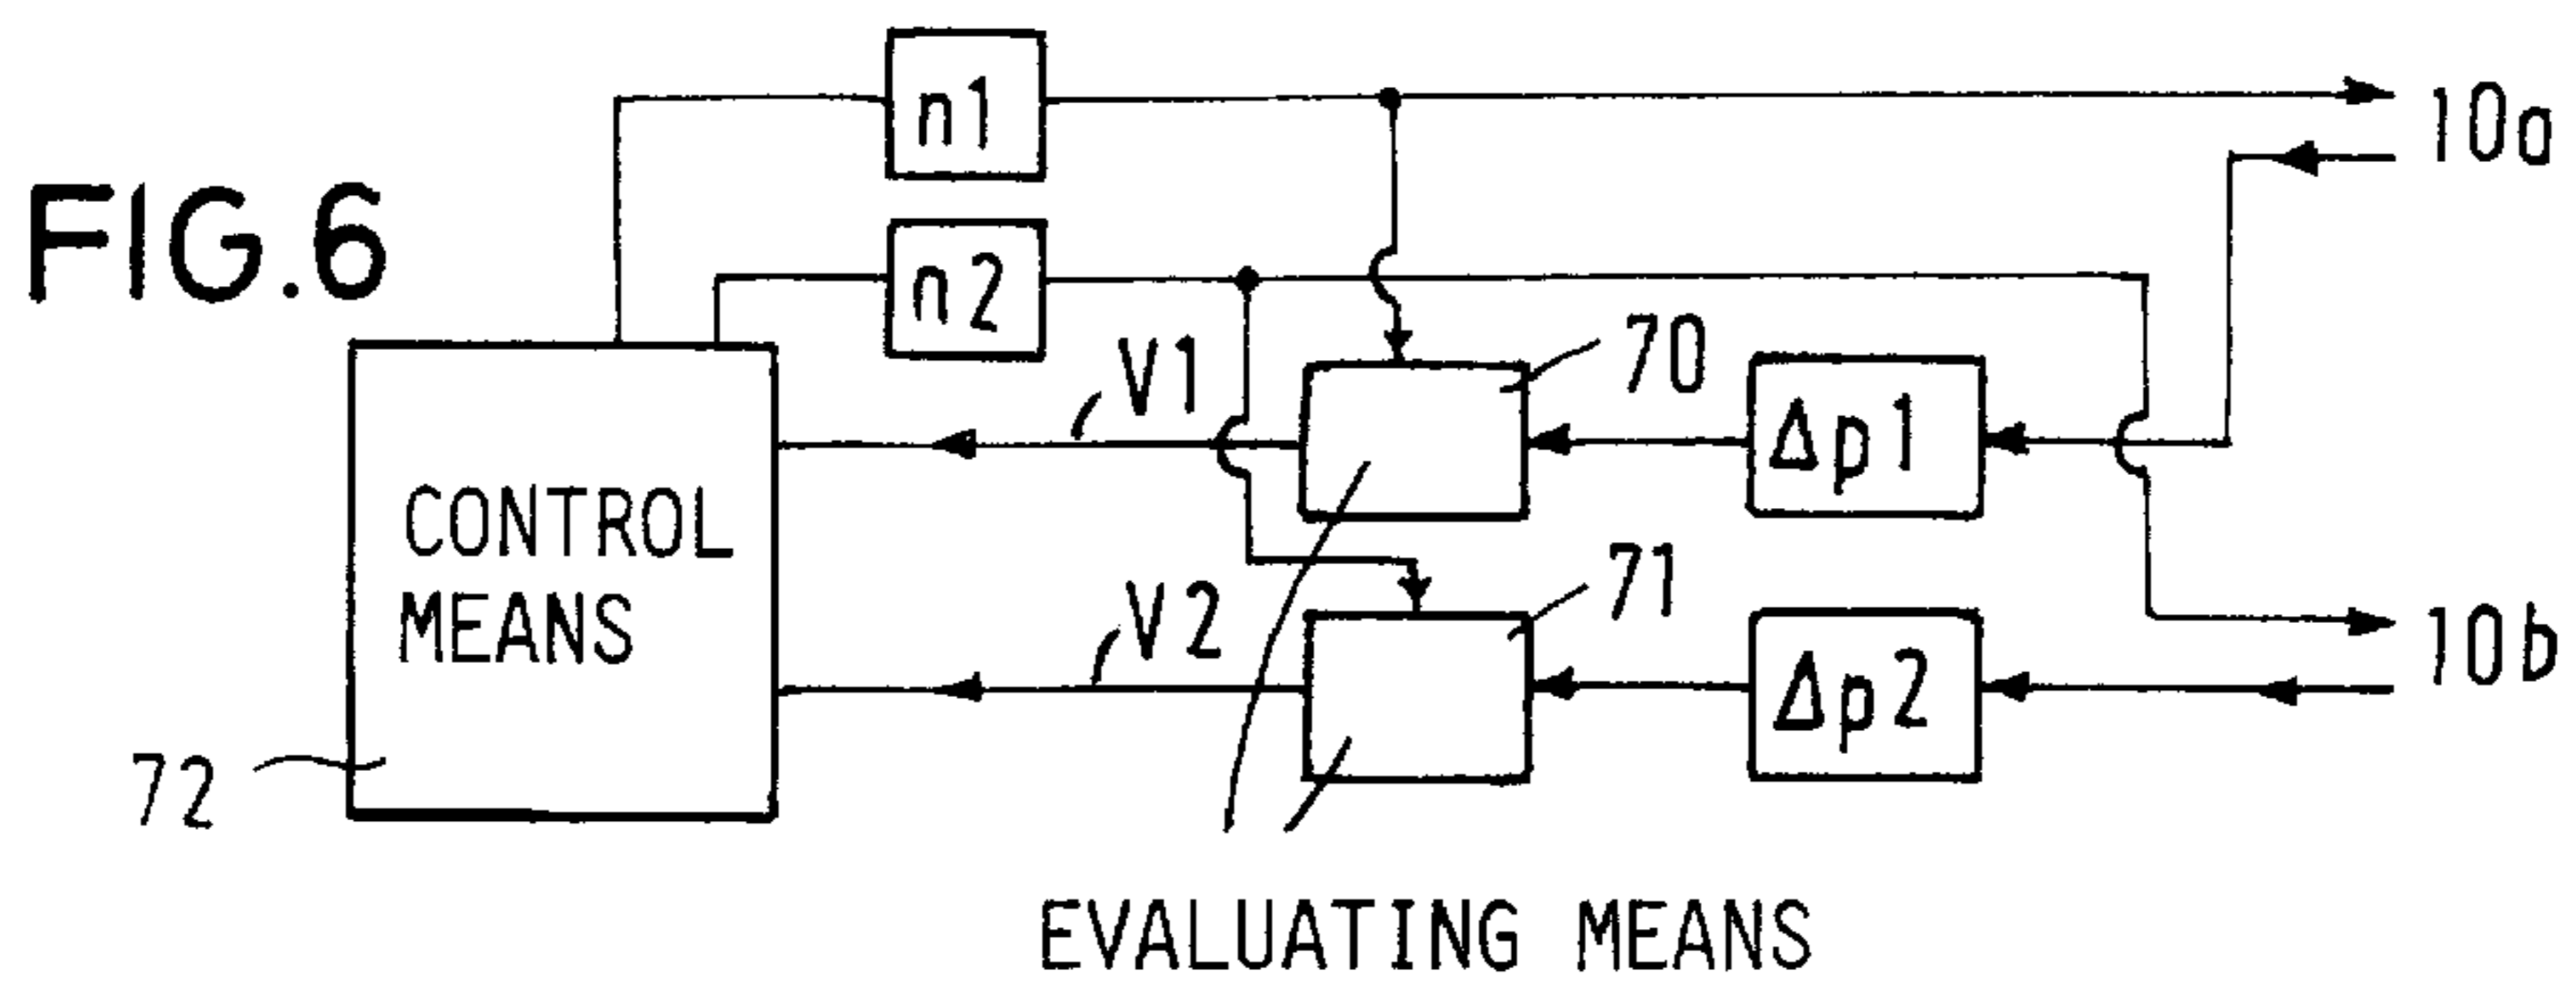 FIG.6
n1
10a
n2
V1
70
Δp1
CONTROL
MEANS
V2
71
Δp2
10b
72
EVALUATING MEANS